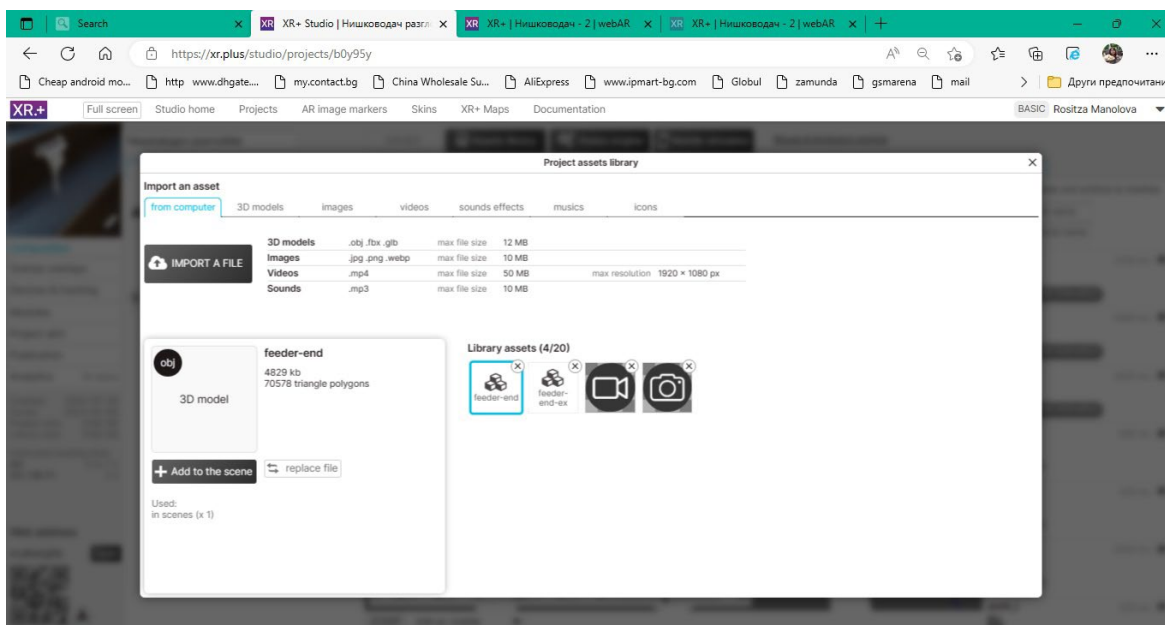 Search
XR+ Studio | Нишководач разгл
XR+ | Нишководач - 2 | webAR
XR+ | Нишководач - 2 | webAR
https://xr.plus/studio/projects/b0y95y
Cheap android mo...
http www.dhgate....
my.contact.bg
China Wholesale Su...
AliExpress
www.ipmart-bg.com
Globul
zamunda
gsmarena
mail
Други предпочитани
XR+
Full screen
Studio home
Projects
AR image markers
Skins
XR+ Maps
Documentation
BASIC Rositza Manolova
Project assets library
Import an asset
from computer
3D models
images
videos
sounds effects
musics
icons
IMPORT A FILE
3D models .obj .fbx .glb max file size 12 MB
Images .jpg .png .webp max file size 10 MB
Videos .mp4 max file size 50 MB max resolution 1920 × 1080 px
Sounds .mp3 max file size 10 MB
obj
3D model
feeder-end
4829 kb
70578 triangle polygons
Add to the scene
replace file
Used:
in scenes (x 1)
Library assets (4/20)
feeder-end
feeder-
end-ex